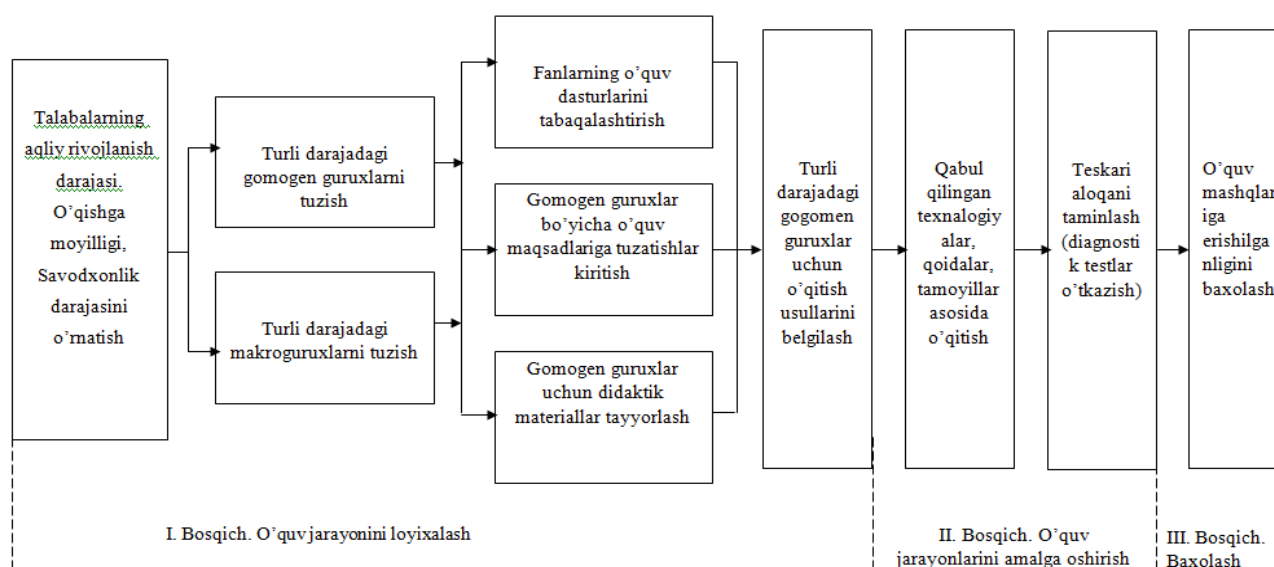 Talabalarning
aqliy rivojlanish
darajasi.
O’qishga
moyilligi,
Savodxonlik
darajasini
o’rnatish
Turli darajadagi
gomogen guruxlarni
tuzish
Turli darajadagi
makroguruxlarni tuzish
Fanlarning o’quv
dasturlarini
tabaqalashtirish
Gomogen guruxlar
bo’yicha o’quv
maqsadlariga tuzatishlar
kiritish
Gomogen guruxlar
uchun didaktik
materiallar tayyorlash
Turli
darajadagi
gogomen
guruxlar
uchun
o’qitish
usullarini
belgilash
Qabul
qilingan
texnalogiy
alar,
qoidalar,
tamoyillar
asosida
o’qitish
Teskari
aloqani
taminlash
(diagnosti
k testlar
o’tkazish)
O’quv
mashqlar
iga
erishilga
nligini
baxolash
I. Bosqich. O’quv jarayonini loyixalash
II. Bosqich. O’quv
jarayonlarini amalga oshirish
III. Bosqich.
Baxolash